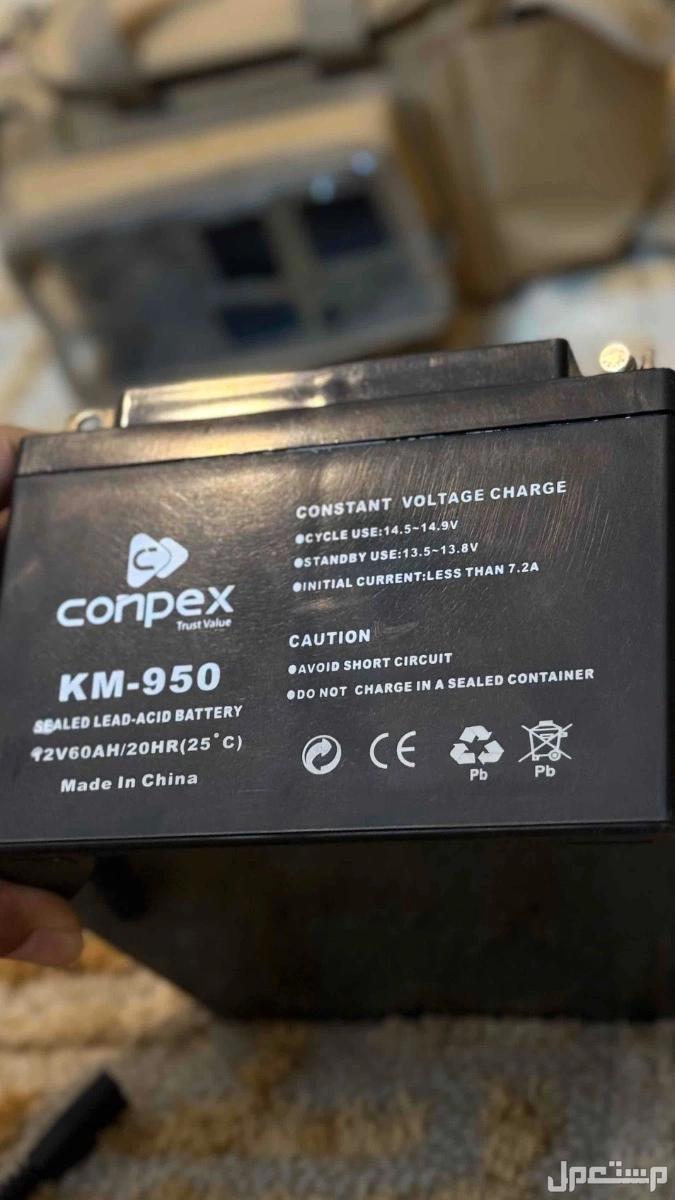 conpex
Trust Value
KM-950
SEALED LEAD-ACID BATTERY
12V60AH/20HR(25°C)
Made In China
CONSTANT VOLTAGE CHARGE
●CYCLE USE:14.5~14.9V
●STANDBY USE:13.5~13.8V
●INITIAL CURRENT:LESS THAN 7.2A
CAUTION
●AVOID SHORT CIRCUIT
●DO NOT CHARGE IN A SEALED CONTAINER
CE
Pb
Pb
مستعمل